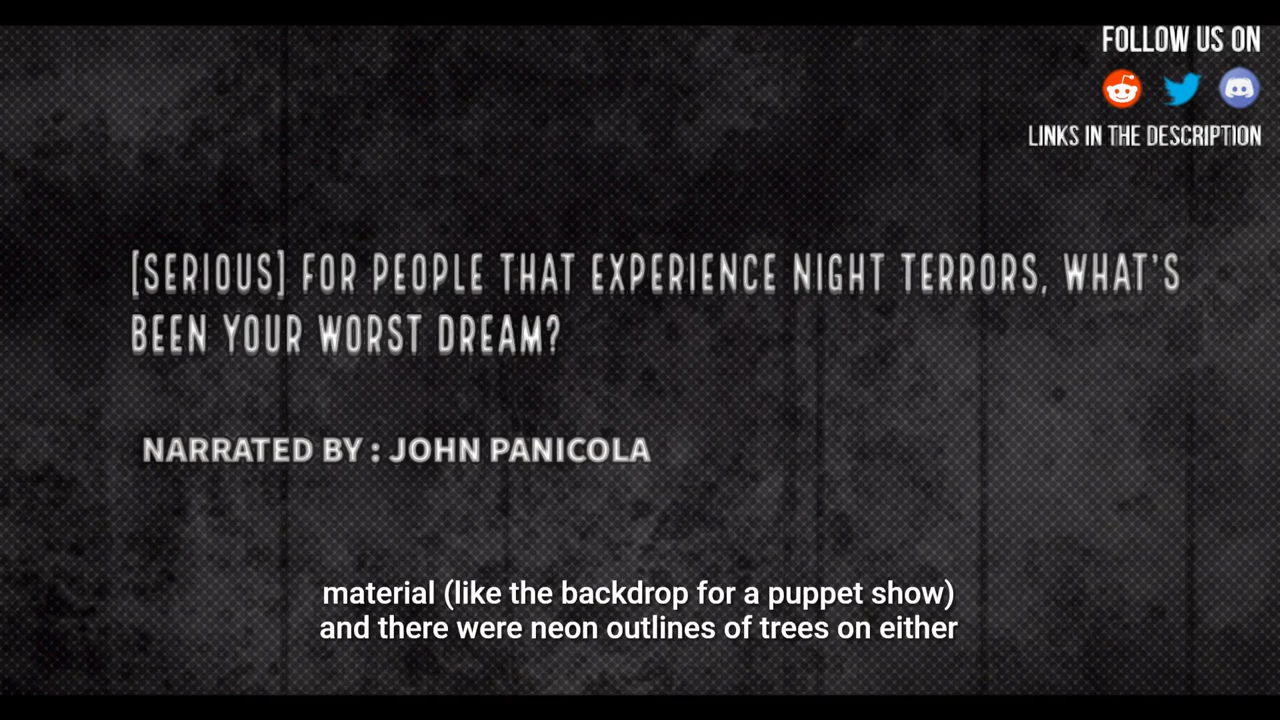 FOLLOW US ON
LINKS IN THE DESCRIPTION
[SERIOUS] FOR PEOPLE THAT EXPERIENCE NIGHT TERRORS, WHAT'S
BEEN YOUR WORST DREAM?
NARRATED BY : JOHN PANICOLA
material (like the backdrop for a puppet show)
and there were neon outlines of trees on either